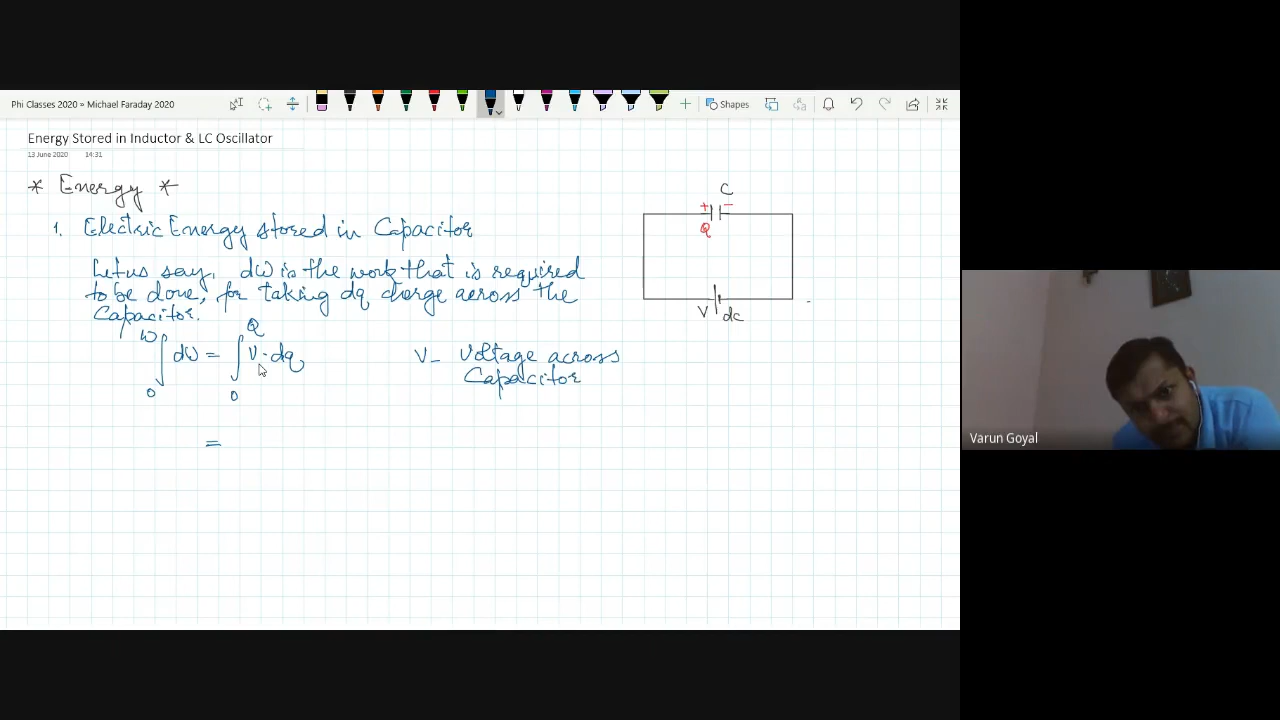 Phi Classes 2020 » Michael Faraday 2020
Shapes
Energy Stored in Inductor & LC Oscillator
13 June 2020 14:31
* Energy *
1. Electric Energy stored in Capacitor
Let us say, dW is the work that is required
to be done, for taking dq charge across the
Capacitor.
∫₀ᵂ dW = ∫₀Q V·dq
V – Voltage across
Capacitor
=
C
+ –
Q
V dc
Varun Goyal